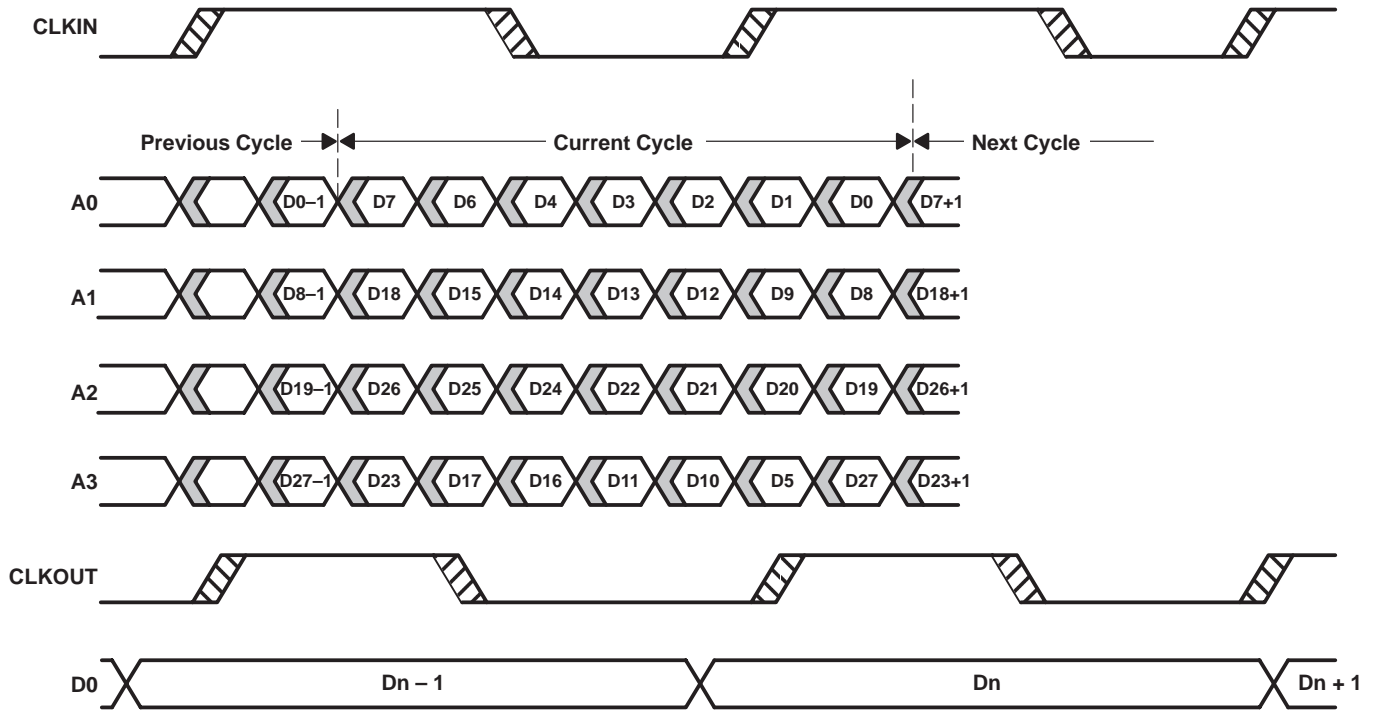 CLKIN
Previous Cycle Current Cycle Next Cycle
A0 D0–1 D7 D6 D4 D3 D2 D1 D0 D7+1
A1 D8–1 D18 D15 D14 D13 D12 D9 D8 D18+1
A2 D19–1 D26 D25 D24 D22 D21 D20 D19 D26+1
A3 D27–1 D23 D17 D16 D11 D10 D5 D27 D23+1
CLKOUT
D0 Dn – 1 Dn Dn + 1